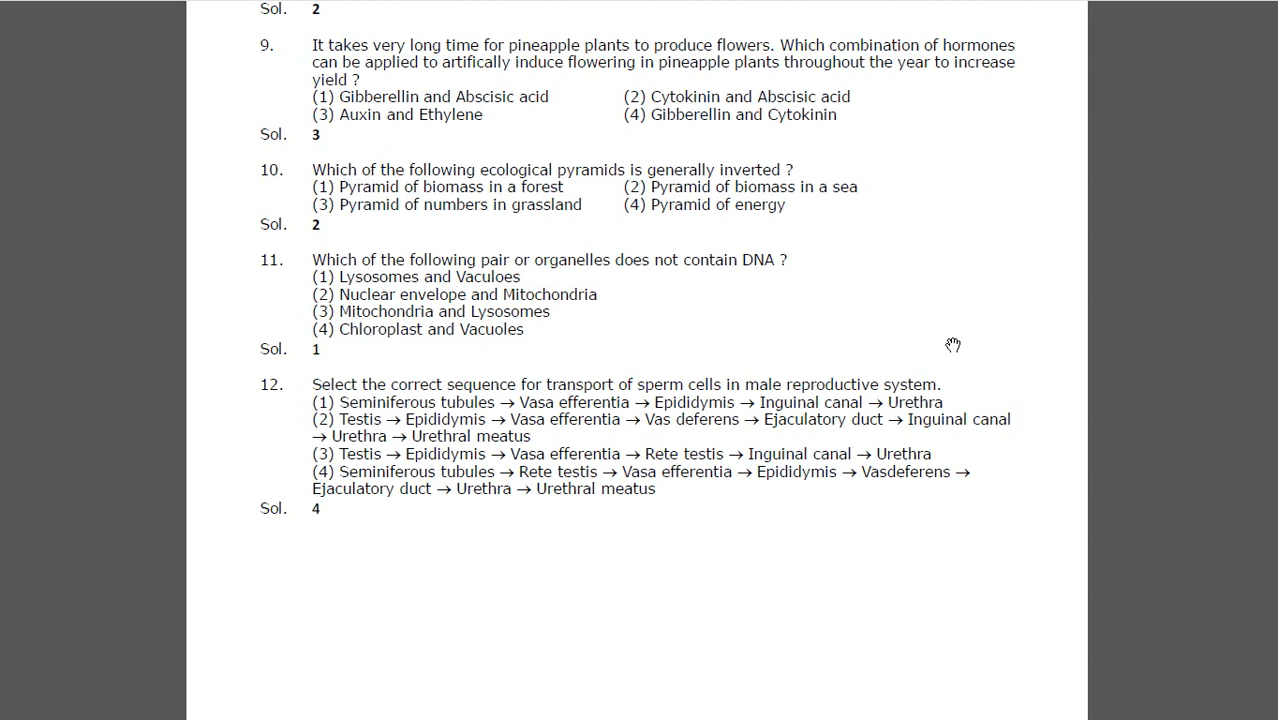 Sol. 2
9. It takes very long time for pineapple plants to produce flowers. Which combination of hormones
can be applied to artifically induce flowering in pineapple plants throughout the year to increase
yield ?
(1) Gibberellin and Abscisic acid (2) Cytokinin and Abscisic acid
(3) Auxin and Ethylene (4) Gibberellin and Cytokinin
Sol. 3
10. Which of the following ecological pyramids is generally inverted ?
(1) Pyramid of biomass in a forest (2) Pyramid of biomass in a sea
(3) Pyramid of numbers in grassland (4) Pyramid of energy
Sol. 2
11. Which of the following pair or organelles does not contain DNA ?
(1) Lysosomes and Vaculoes
(2) Nuclear envelope and Mitochondria
(3) Mitochondria and Lysosomes
(4) Chloroplast and Vacuoles
Sol. 1
12. Select the correct sequence for transport of sperm cells in male reproductive system.
(1) Seminiferous tubules → Vasa efferentia → Epididymis → Inguinal canal → Urethra
(2) Testis → Epididymis → Vasa efferentia → Vas deferens → Ejaculatory duct → Inguinal canal
→ Urethra → Urethral meatus
(3) Testis → Epididymis → Vasa efferentia → Rete testis → Inguinal canal → Urethra
(4) Seminiferous tubules → Rete testis → Vasa efferentia → Epididymis → Vasdeferens →
Ejaculatory duct → Urethra → Urethral meatus
Sol. 4